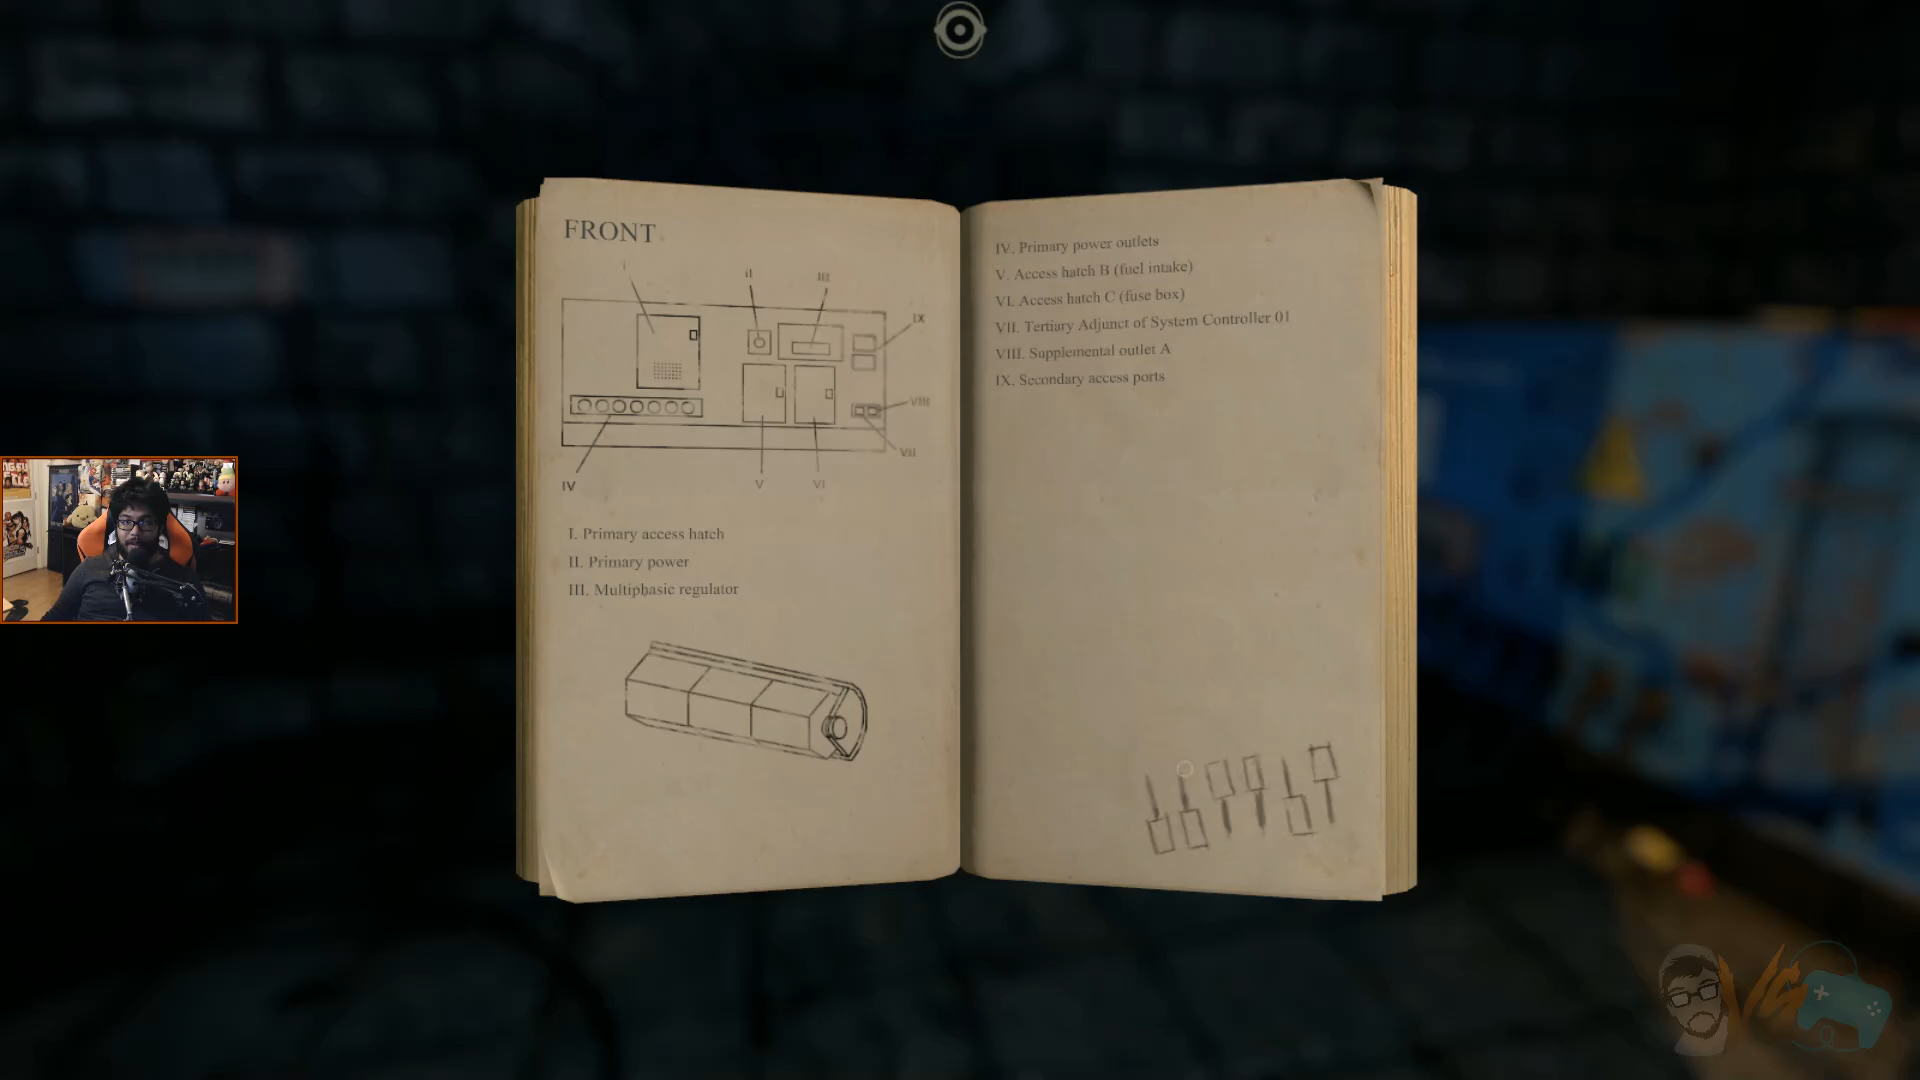 FRONT
I
II
III
IX
VIII
VII
IV
V
VI
I. Primary access hatch
II. Primary power
III. Multiphasic regulator
IV. Primary power outlets
V. Access hatch B (fuel intake)
VI. Access hatch C (fuse box)
VII. Tertiary Adjunct of System Controller 01
VIII. Supplemental outlet A
IX. Secondary access ports
VG